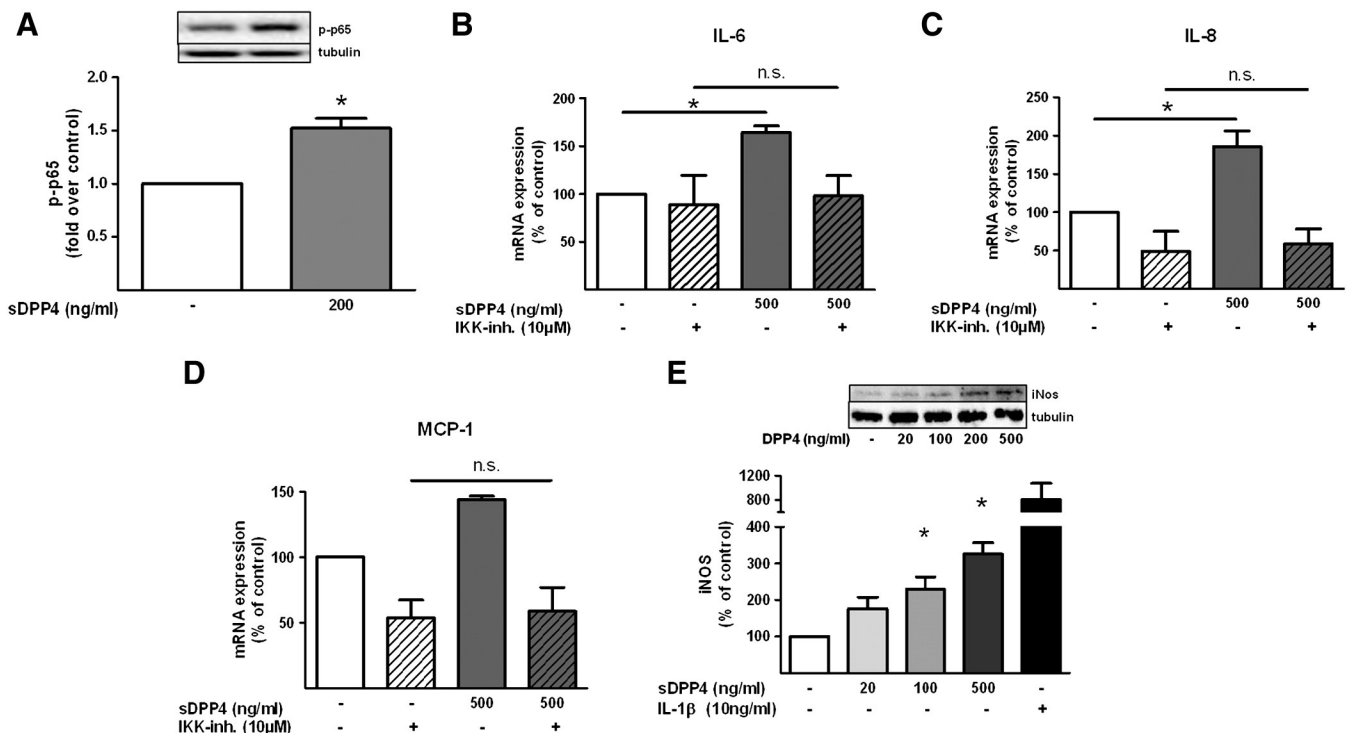 A
p-p65
tubulin
p-p65
(fold over control)
2.0
1.5
1.0
0.5
*
sDPP4 (ng/ml) - 200
B
IL-6
n.s.
*
mRNA expression
(% of control)
200
150
100
50
sDPP4 (ng/ml) - - 500 500
IKK-inh. (10µM) - + - +
C
IL-8
n.s.
*
mRNA expression
(% of control)
250
200
150
100
50
sDPP4 (ng/ml) - - 500 500
IKK-inh. (10µM) - + - +
D
MCP-1
n.s.
mRNA expression
(% of control)
150
100
50
sDPP4 (ng/ml) - - 500 500
IKK-inh. (10µM) - + - +
E
iNos
tubulin
DPP4 (ng/ml) - 20 100 200 500
iNOS
(% of control)
1200
800
400
300
200
100
*
*
sDPP4 (ng/ml) - 20 100 500 -
IL-1β (10ng/ml) - - - - +